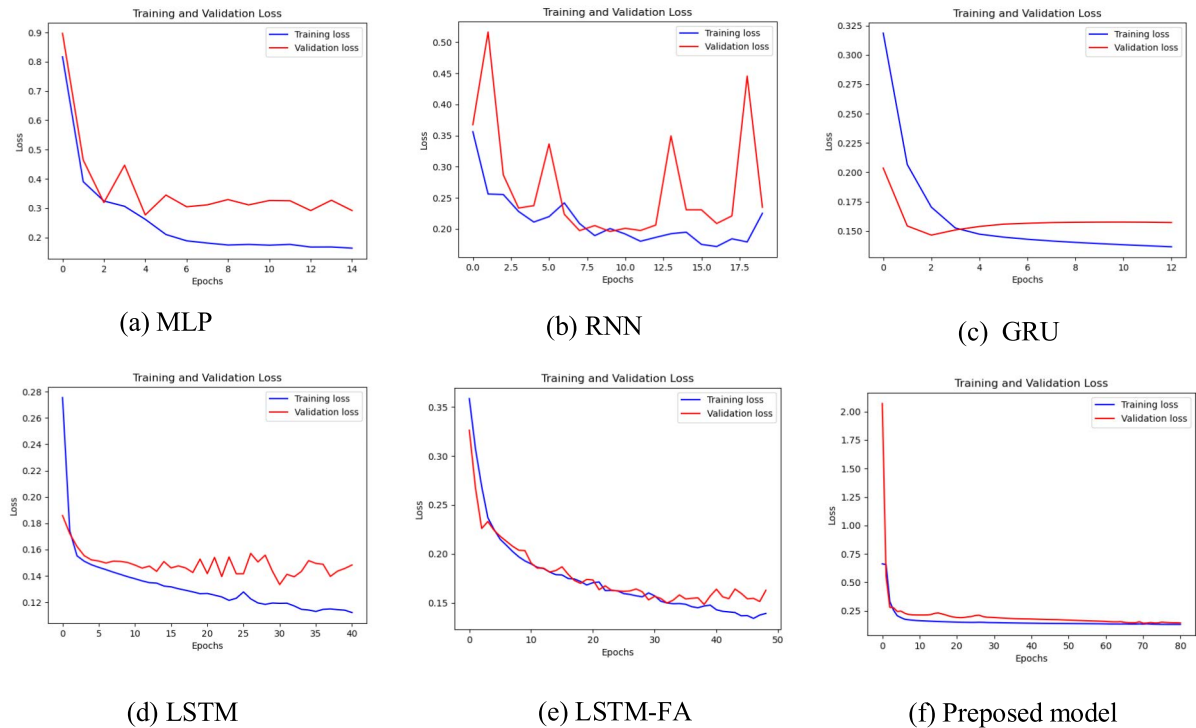 Training and Validation Loss
Training loss
Validation loss
Loss
0.9
0.8
0.7
0.6
0.5
0.4
0.3
0.2
0 2 4 6 8 10 12 14
Epochs
(a) MLP
Training and Validation Loss
Training loss
Validation loss
Loss
0.50
0.45
0.40
0.35
0.30
0.25
0.20
0.0 2.5 5.0 7.5 10.0 12.5 15.0 17.5
Epochs
(b) RNN
Training and Validation Loss
Training loss
Validation loss
Loss
0.325
0.300
0.275
0.250
0.225
0.200
0.175
0.150
0 2 4 6 8 10 12
Epochs
(c) GRU
Training and Validation Loss
Training loss
Validation loss
Loss
0.28
0.26
0.24
0.22
0.20
0.18
0.16
0.14
0.12
0 5 10 15 20 25 30 35 40
Epochs
(d) LSTM
Training and Validation Loss
Training loss
Validation loss
Loss
0.35
0.30
0.25
0.20
0.15
0 10 20 30 40 50
Epochs
(e) LSTM-FA
Training and Validation Loss
Training loss
Validation loss
Loss
2.00
1.75
1.50
1.25
1.00
0.75
0.50
0.25
0 10 20 30 40 50 60 70 80
Epochs
(f) Preposed model